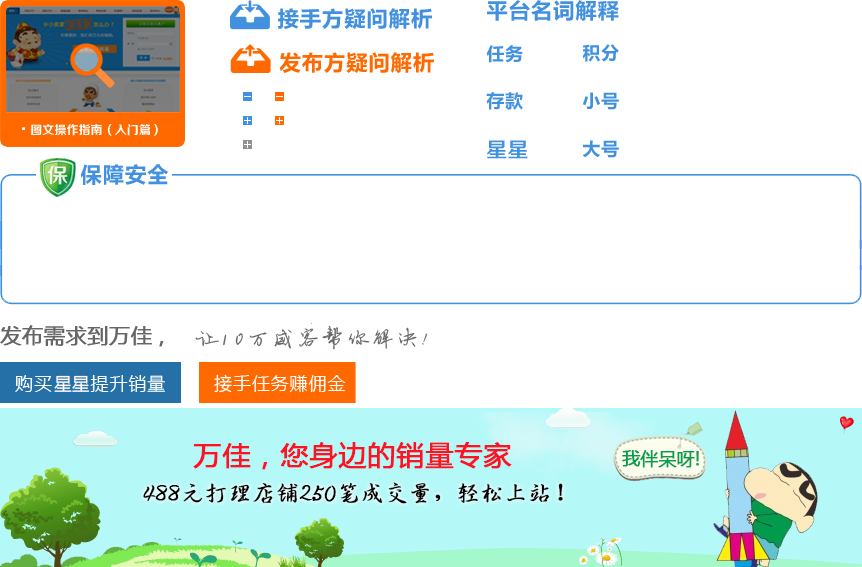 接手方疑问解析
发布方疑问解析
平台名词解释
任务 积分
存款 小号
星星 大号
· 图文操作指南（入门篇）
保 保障安全
发布需求到万佳， 让10万威客帮你解决!
购买星星提升销量 接手任务赚佣金
万佳，您身边的销量专家
488元打理店铺250笔成交量，轻松上站！
我伴呆呀!